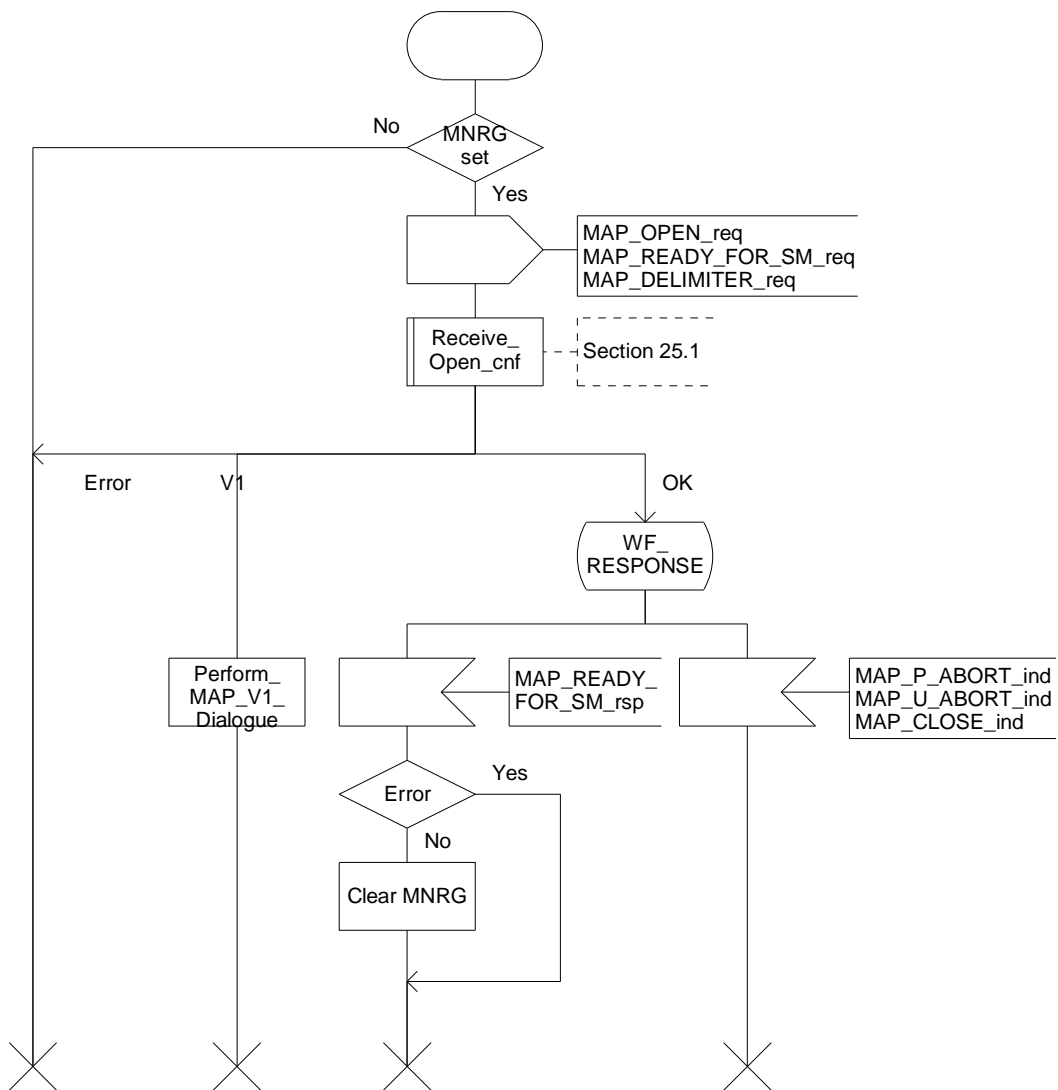 No
MNRG
set
Yes
MAP_OPEN_req
MAP_READY_FOR_SM_req
MAP_DELIMITER_req
Receive_
Open_cnf
Section 25.1
Error
V1
OK
WF_
RESPONSE
Perform_
MAP_V1_
Dialogue
MAP_READY_
FOR_SM_rsp
MAP_P_ABORT_ind
MAP_U_ABORT_ind
MAP_CLOSE_ind
Error
Yes
No
Clear MNRG